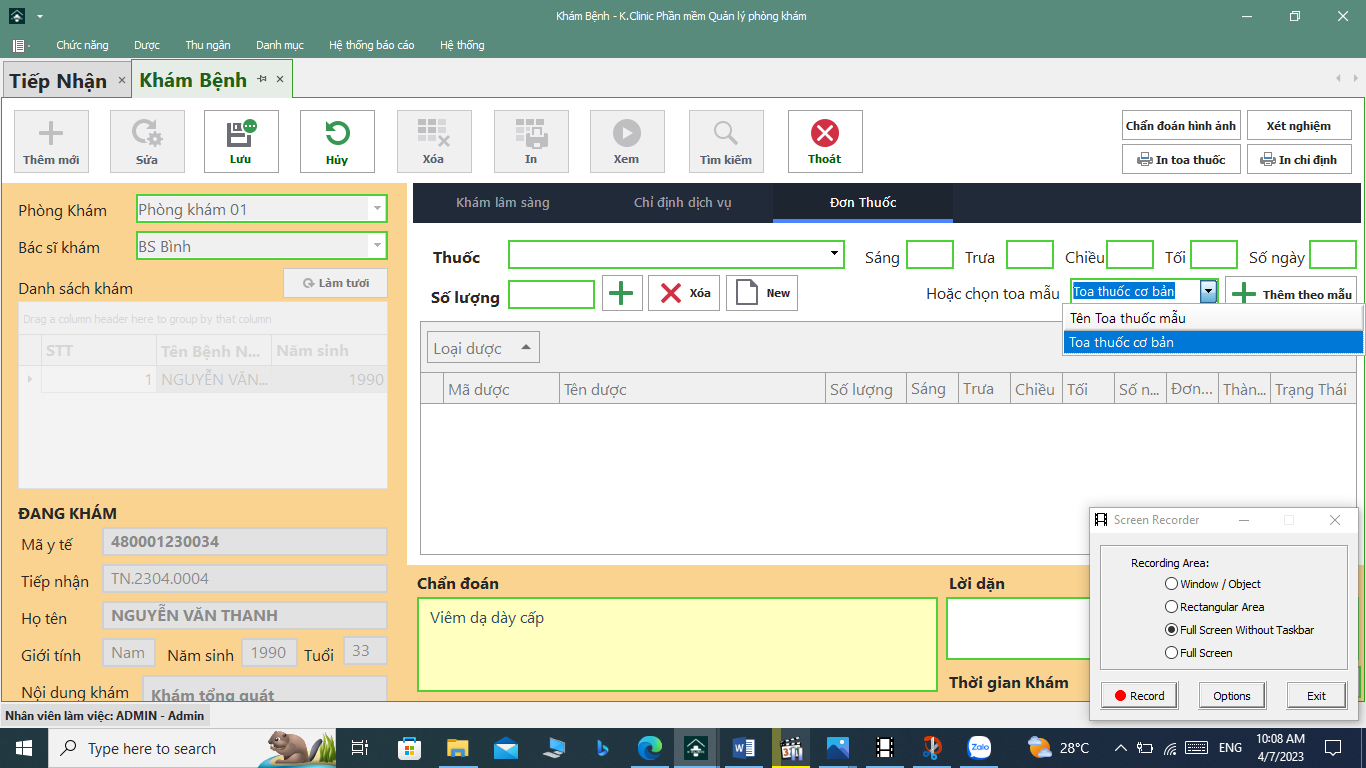 Khám Bệnh - K.Clinic Phần mềm Quản lý phòng khám
Chức năng Dược Thu ngân Danh mục Hệ thống báo cáo Hệ thống
Tiếp Nhận Khám Bệnh
Thêm mới Sửa Lưu Hủy Xóa In Xem Tìm kiếm Thoát
Chẩn đoán hình ảnh Xét nghiệm
In toa thuốc In chỉ định
Phòng Khám Phòng khám 01
Bác sĩ khám BS Bình
Danh sách khám Làm tươi
Drag a column header here to group by that column
STT Tên Bệnh N... Năm sinh
1 NGUYỄN VĂN... 1990
ĐANG KHÁM
Mã y tế 480001230034
Tiếp nhận TN.2304.0004
Họ tên NGUYỄN VĂN THANH
Giới tính Nam Năm sinh 1990 Tuổi 33
Nội dung khám Khám tổng quát
Khám lâm sàng Chỉ định dịch vụ Đơn Thuốc
Thuốc Sáng Trưa Chiều Tối Số ngày
Số lượng Xóa New Hoặc chọn toa mẫu Toa thuốc cơ bản Thêm theo mẫu
Tên Toa thuốc mẫu
Toa thuốc cơ bản
Loại dược
Mã dược Tên dược Số lượng Sáng Trưa Chiều Tối Số n... Đơn... Thàn... Trạng Thái
Chẩn đoán Lời dặn
Viêm dạ dày cấp
Thời gian Khám
Screen Recorder
Recording Area:
Window / Object
Rectangular Area
Full Screen Without Taskbar
Full Screen
Record Options Exit
Nhân viên làm việc: ADMIN - Admin
Type here to search
Zalo
28°C
ENG
10:08 AM
4/7/2023